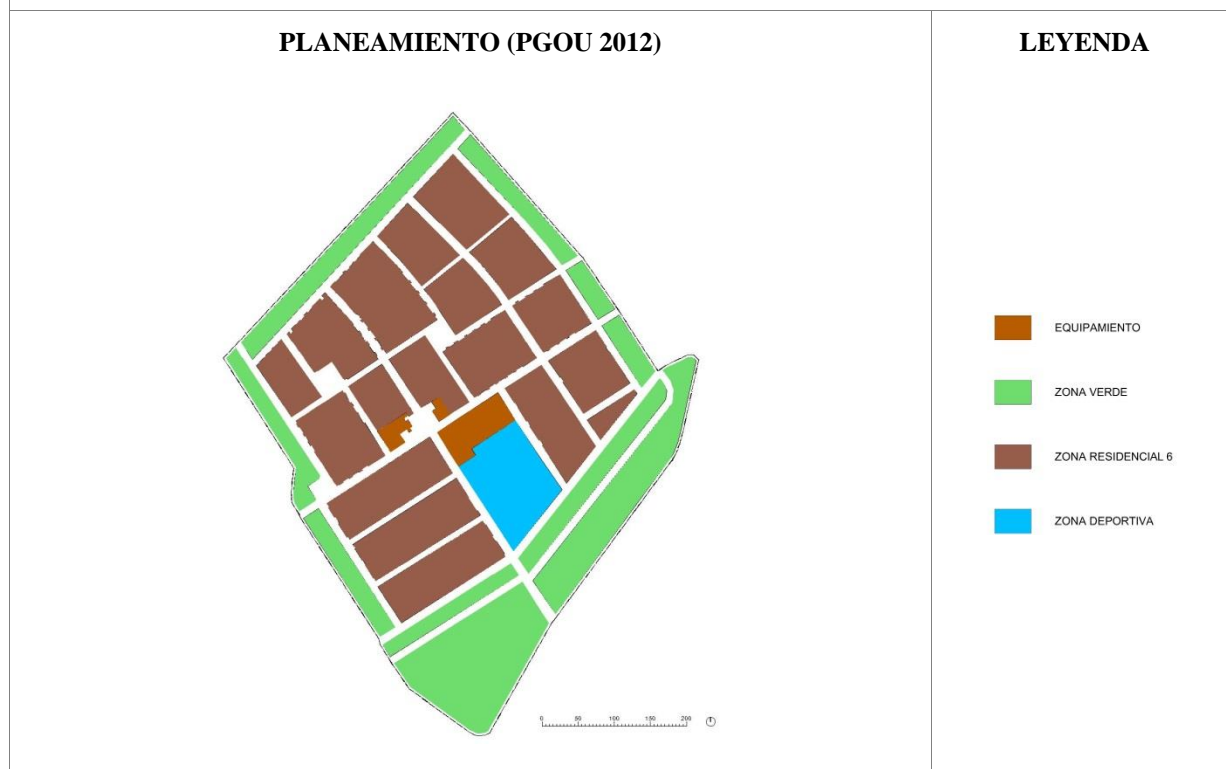 PLANEAMIENTO (PGOU 2012)
LEYENDA
EQUIPAMIENTO
ZONA VERDE
ZONA RESIDENCIAL 6
ZONA DEPORTIVA
0 50 100 150 200